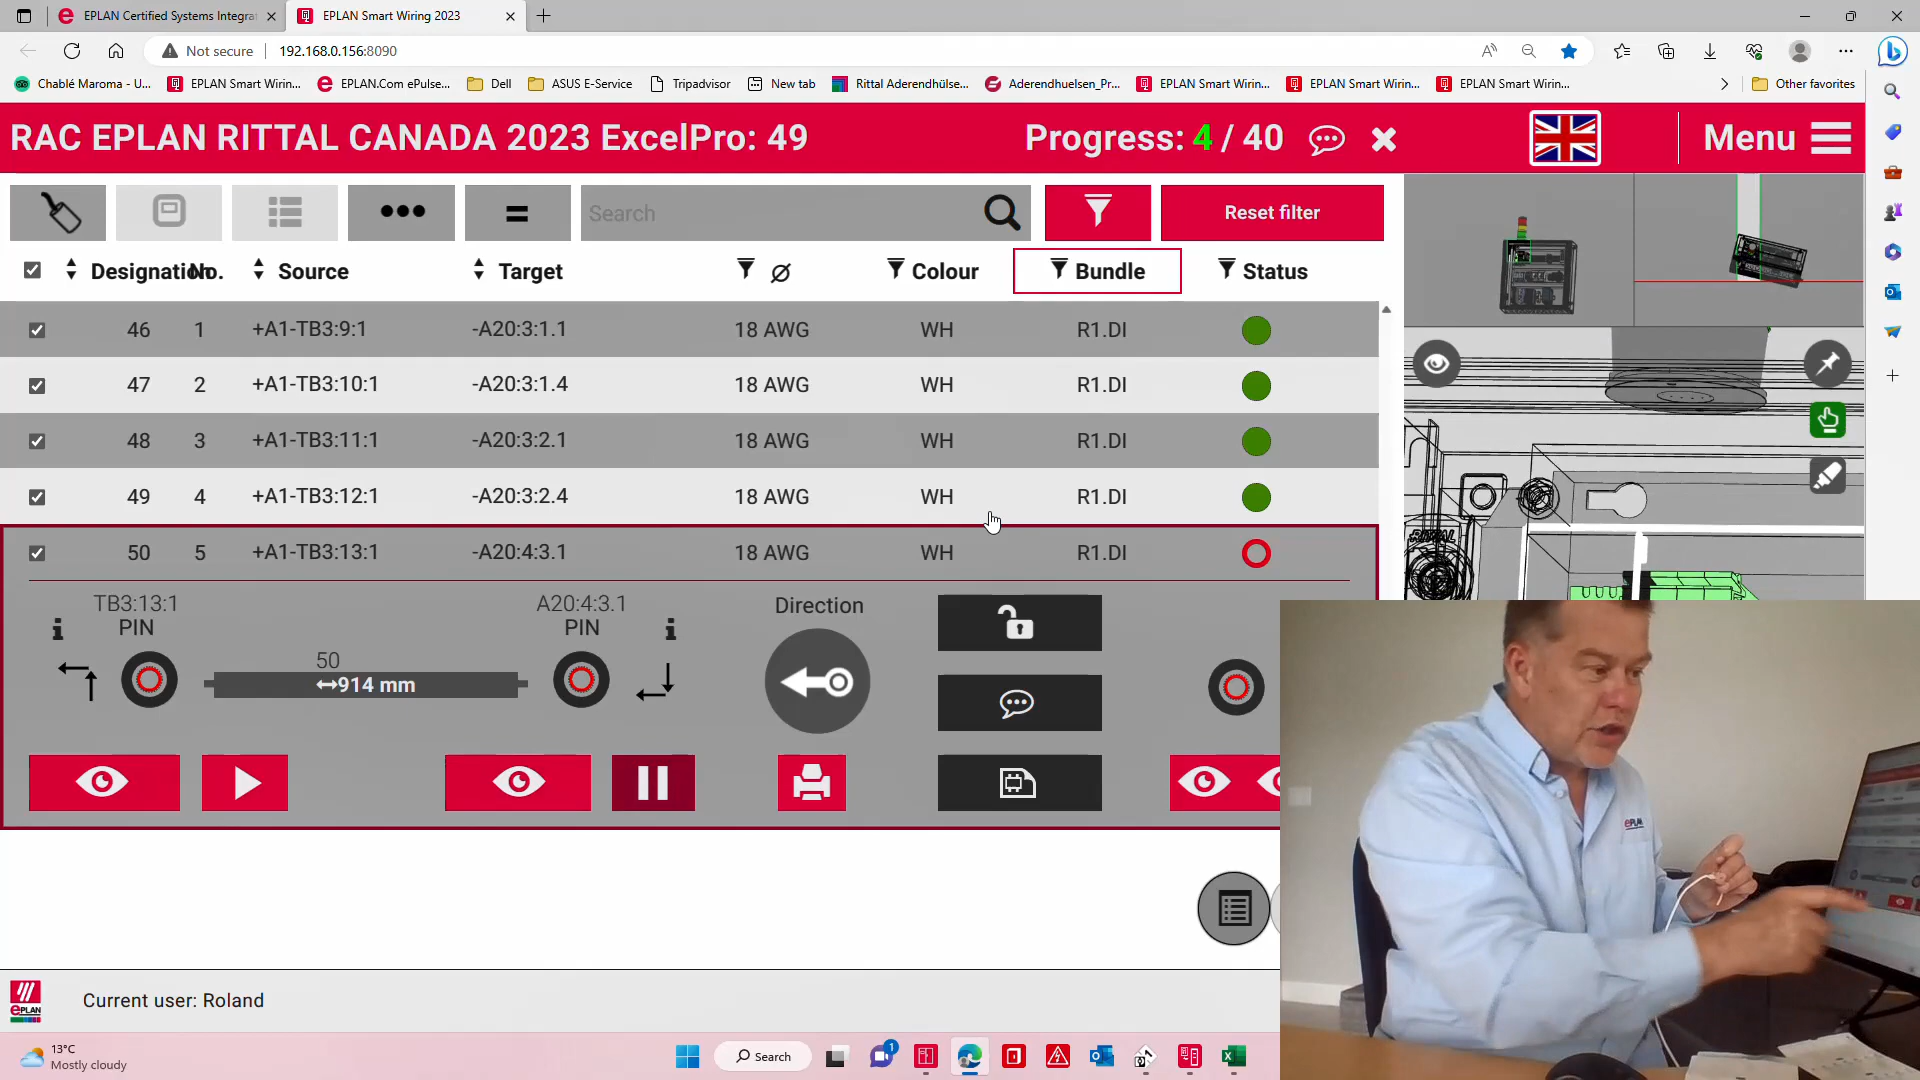 EPLAN Certified Systems Integrat
EPLAN Smart Wiring 2023
Not secure
192.168.0.156:8090
Chablé Maroma - U...
EPLAN Smart Wirin...
EPLAN.Com ePulse...
Dell
ASUS E-Service
Tripadvisor
New tab
Rittal Aderendhülse...
Aderendhuelsen_Pr...
EPLAN Smart Wirin...
EPLAN Smart Wirin...
EPLAN Smart Wirin...
Other favorites
RAC EPLAN RITTAL CANADA 2023 ExcelPro: 49
Progress: 4 / 40
Menu
Search
Reset filter
Designation No. Source Target Ø Colour Bundle Status
46 1 +A1-TB3:9:1 -A20:3:1.1 18 AWG WH R1.DI
47 2 +A1-TB3:10:1 -A20:3:1.4 18 AWG WH R1.DI
48 3 +A1-TB3:11:1 -A20:3:2.1 18 AWG WH R1.DI
49 4 +A1-TB3:12:1 -A20:3:2.4 18 AWG WH R1.DI
50 5 +A1-TB3:13:1 -A20:4:3.1 18 AWG WH R1.DI
TB3:13:1
PIN
50
914 mm
A20:4:3.1
PIN
Direction
RITTAL
ePLAN
ePLAN
Current user: Roland
13°C
Mostly cloudy
Search
1